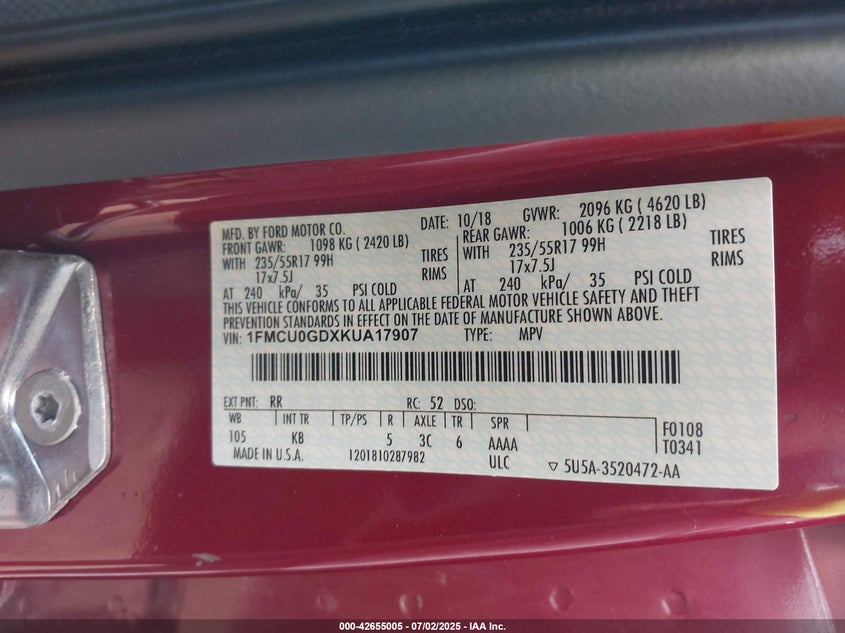 MFD. BY FORD MOTOR CO. DATE: 10/18 GVWR: 2096 KG ( 4620 LB)
FRONT GAWR: 1098 KG ( 2420 LB) REAR GAWR: 1006 KG ( 2218 LB)
WITH 235/55R17 99H TIRES WITH 235/55R17 99H TIRES
17x7.5J RIMS 17x7.5J RIMS
AT 240 kPa/ 35 PSI COLD AT 240 kPa/ 35 PSI COLD
THIS VEHICLE CONFORMS TO ALL APPLICABLE FEDERAL MOTOR VEHICLE SAFETY AND THEFT
PREVENTION STANDARDS IN EFFECT ON THE DATE OF MANUFACTURE SHOWN ABOVE.
VIN: 1FMCU0GDXKUA17907 TYPE: MPV
EXT PNT: RR RC: 52 DSO:
WB INT TR TP/PS R AXLE TR SPR F0108
105 KB 5 3C 6 AAAA T0341
MADE IN U.S.A. 1201810287982 ULC ▽ 5U5A-3520472-AA
000-42655005 - 07/02/2025 - IAA Inc.